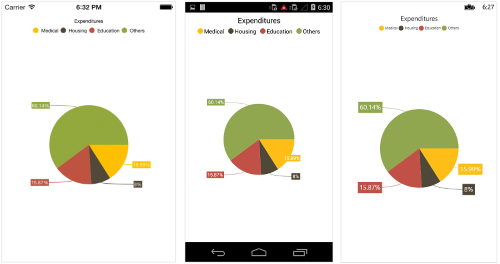 Carrier 6:32 PM
Expenditures
Medical Housing Education Others
60.14%
15.99%
15.87%
8%
6:30
Expenditures
Medical Housing Education Others
60.14%
15.99%
15.87%
8%
6:27
Expenditures
Medical Housing Education Others
60.14%
15.99%
15.87%
8%